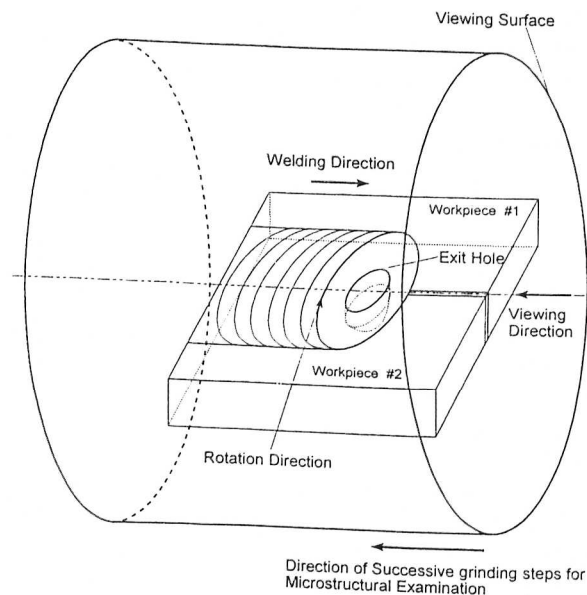 Viewing Surface
Welding Direction
Workpiece #1
Exit Hole
Viewing
Direction
Workpiece #2
Rotation Direction
Direction of Successive grinding steps for
Microstructural Examination